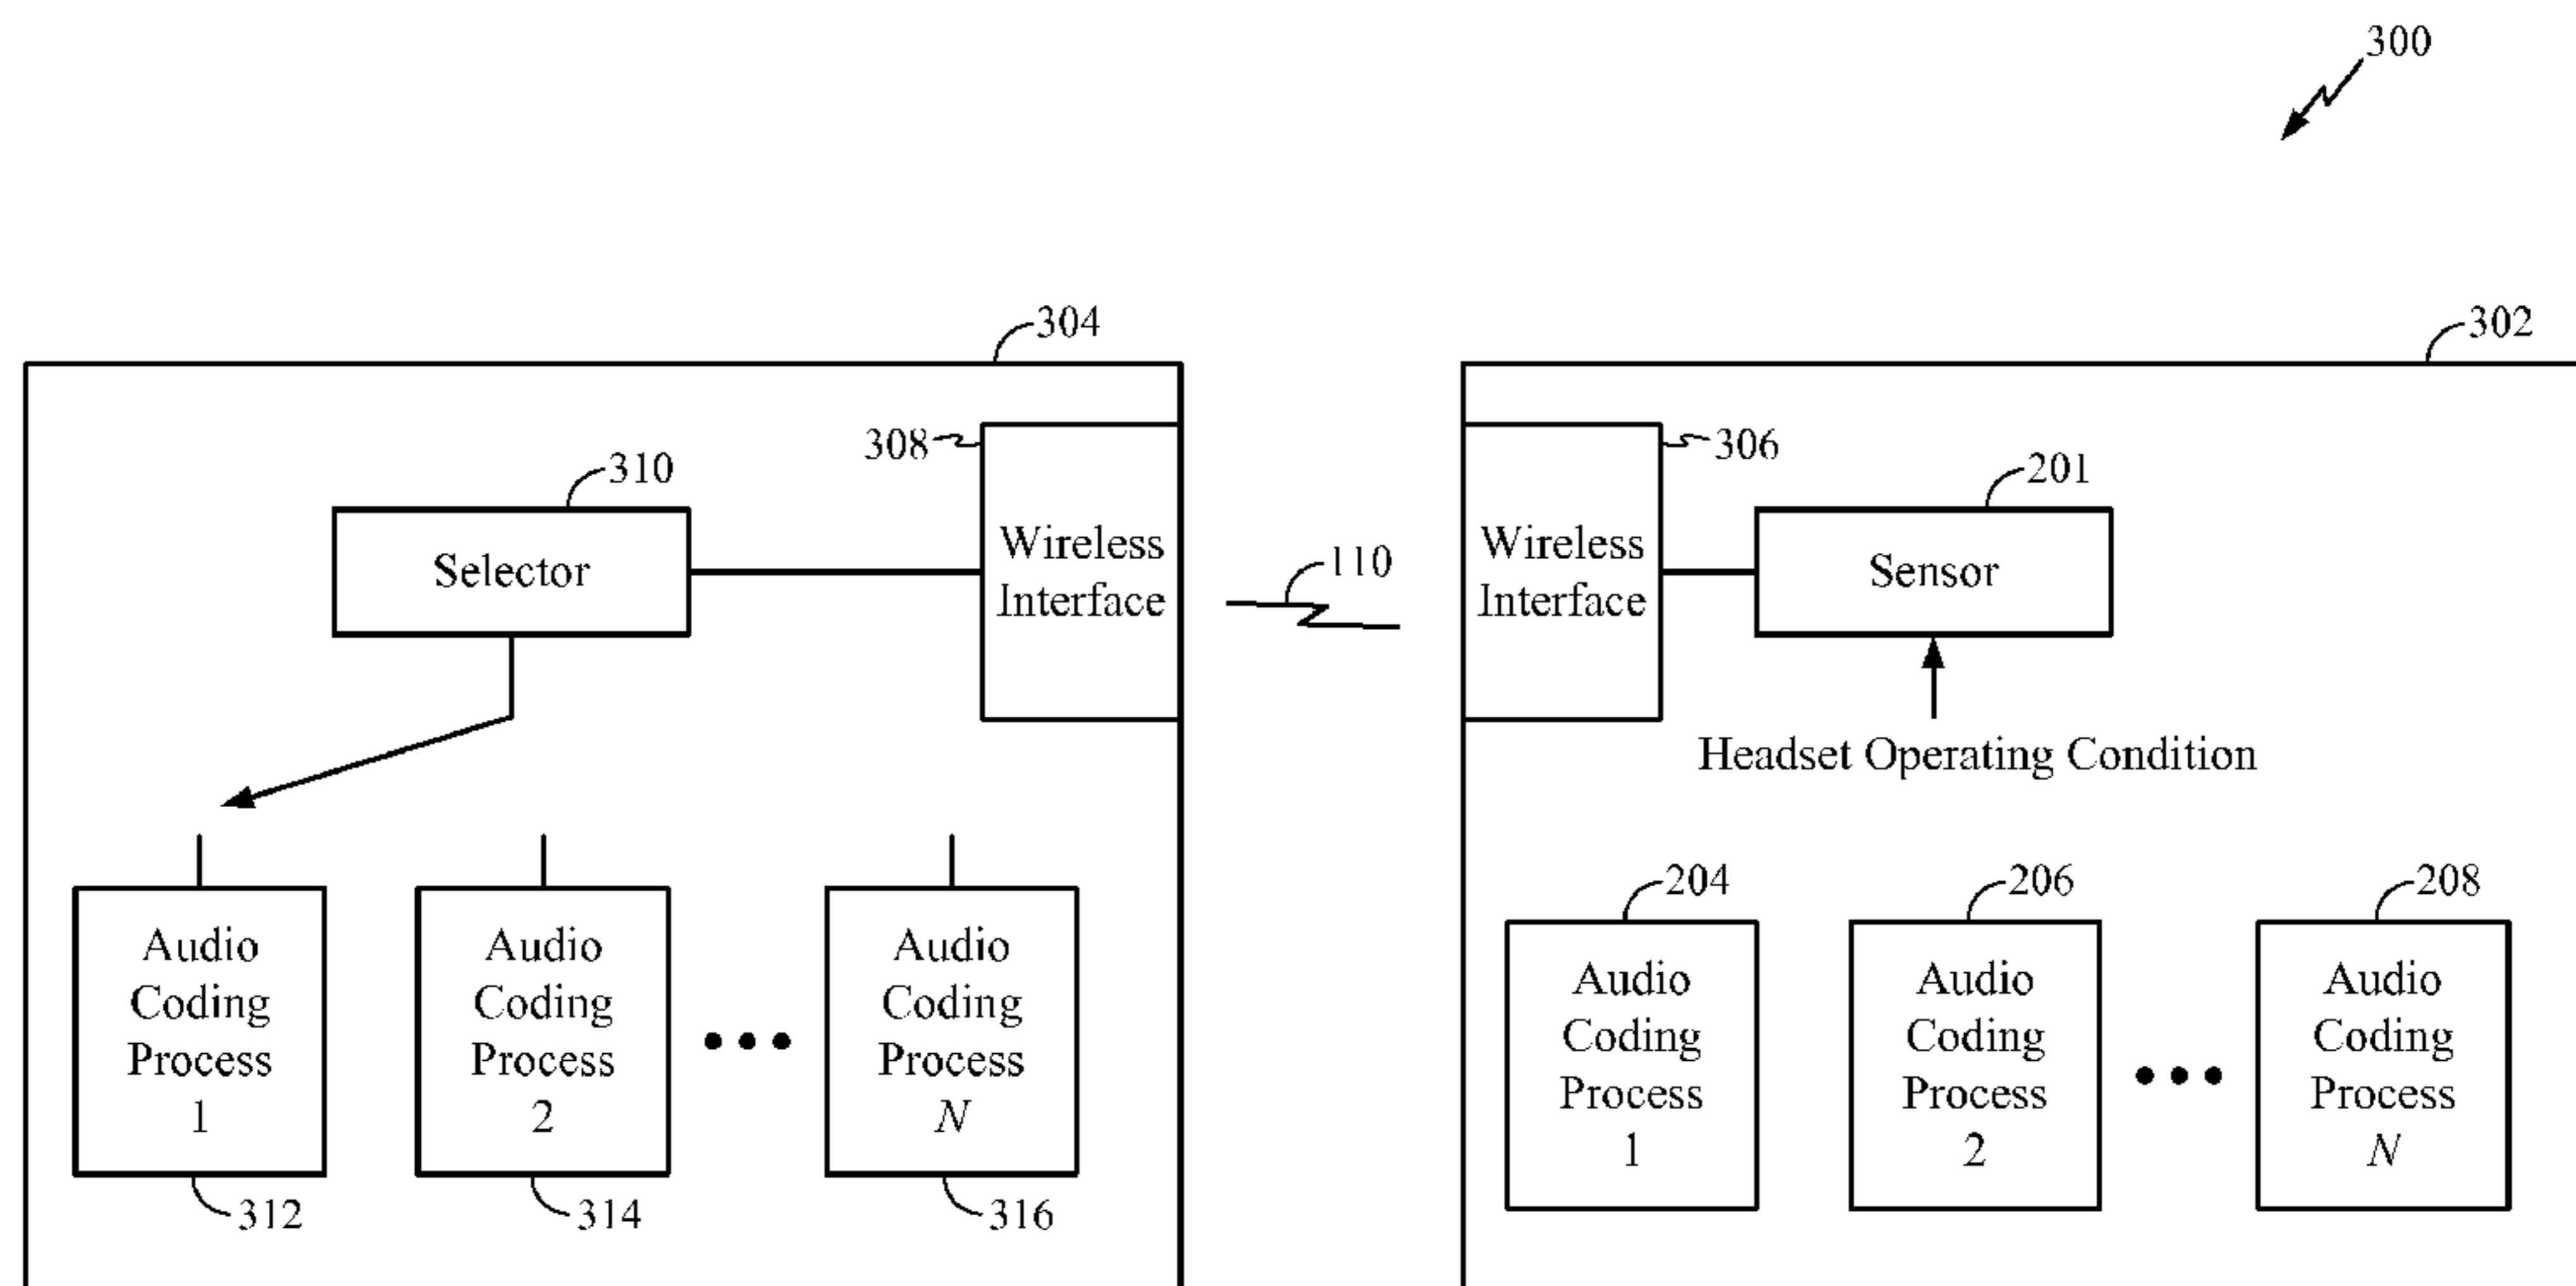 300
304
302
308
306
310
201
Selector
Wireless
Interface
110
Wireless
Interface
Sensor
Headset Operating Condition
204
206
208
Audio
Coding
Process
1
Audio
Coding
Process
2
Audio
Coding
Process
N
Audio
Coding
Process
1
Audio
Coding
Process
2
Audio
Coding
Process
N
312
314
316